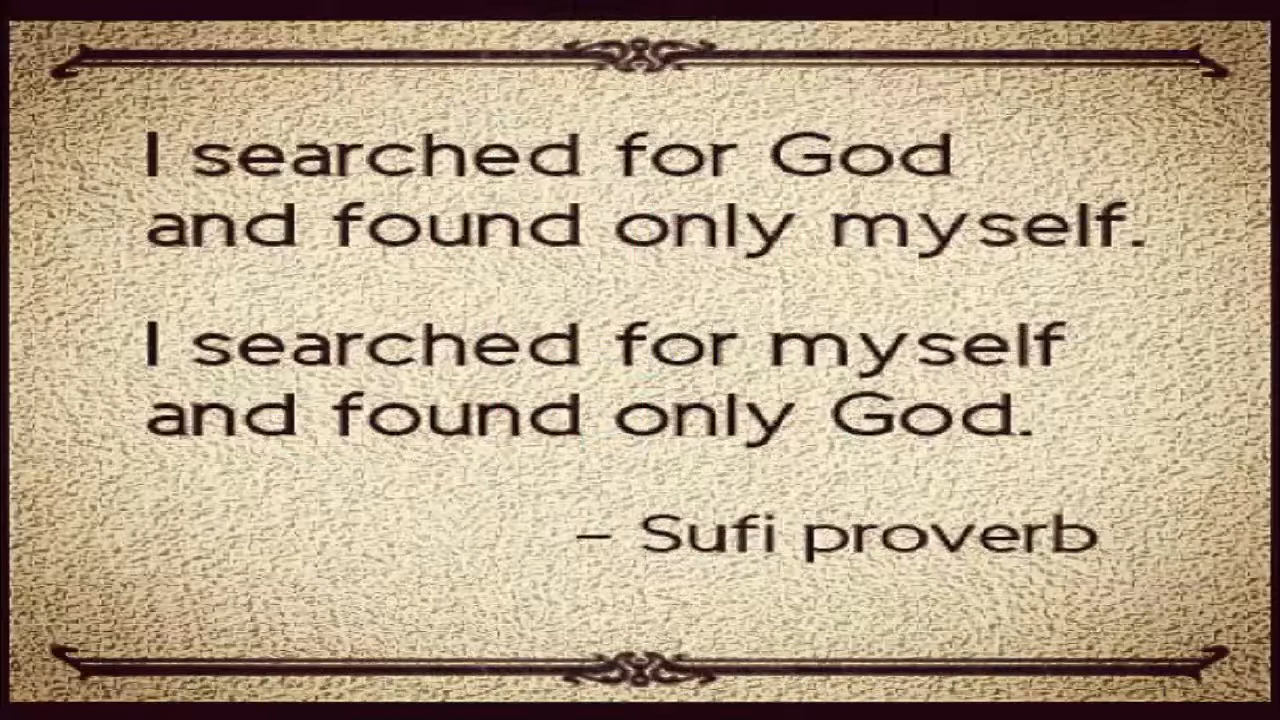 I searched for God
and found only myself.
I searched for myself
and found only God.
– Sufi proverb